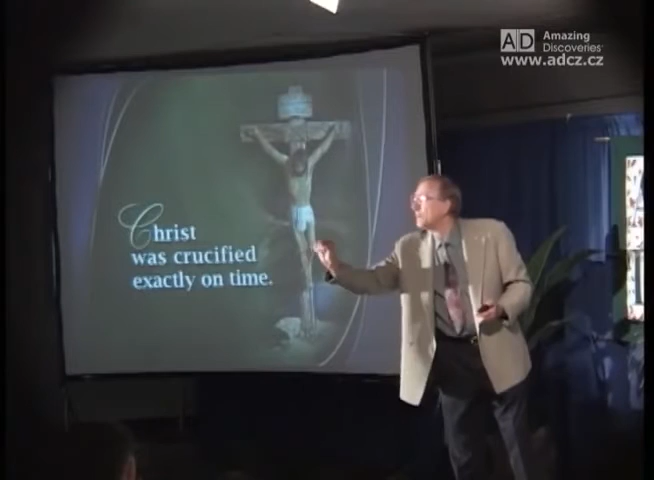 AD Amazing
Discoveries
www.adcz.cz
Christ
was crucified
exactly on time.